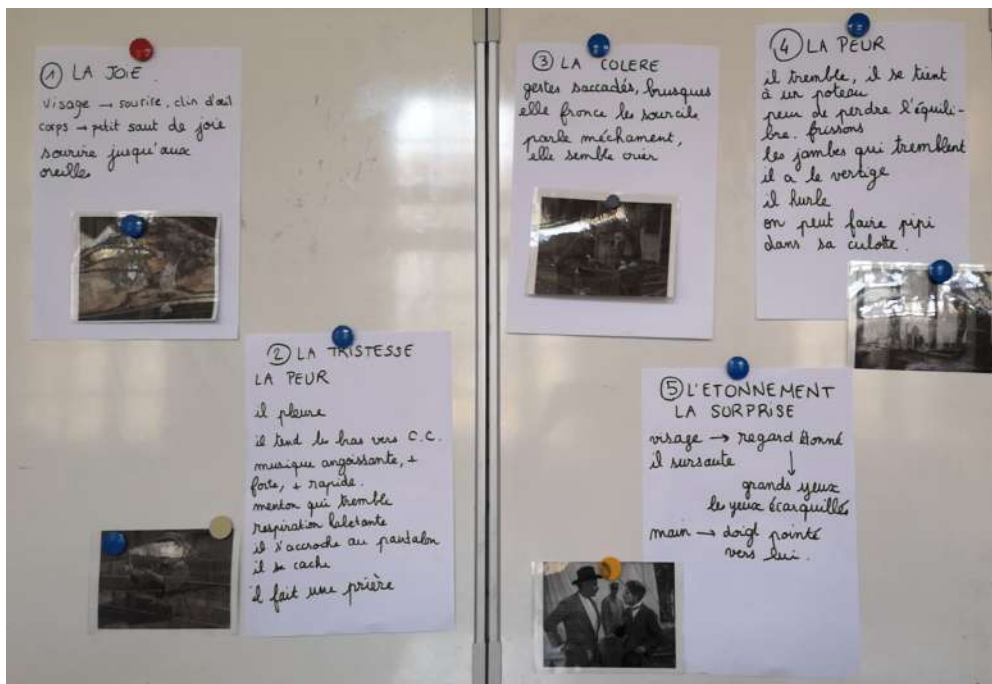 ① LA JOIE.
visage → sourire, clin d'œil
corps → petit saut de joie
sourire jusqu'aux
oreilles
② LA TRISTESSE
LA PEUR
il pleure
il tend les bras vers C.C.
musique angoissante, +
forte, + rapide.
menton qui tremble
respiration haletante
il s'accroche au pantalon
il se cache
il fait une prière
③ LA COLERE
gestes saccadés, brusques
elle fronce les sourcils
parle méchament,
elle semble crier
④ LA PEUR
il tremble, il se tient
à un poteau
peur de perdre l'équili-
bre. frissons
les jambes qui tremblent
il a le vertige
il hurle
on peut faire pipi
dans sa culotte.
⑤ L'ETONNEMENT
LA SURPRISE
visage → regard étonné
il sursaute ↓
grands yeux
les yeux écarquillés
main → doigt pointé
vers lui.